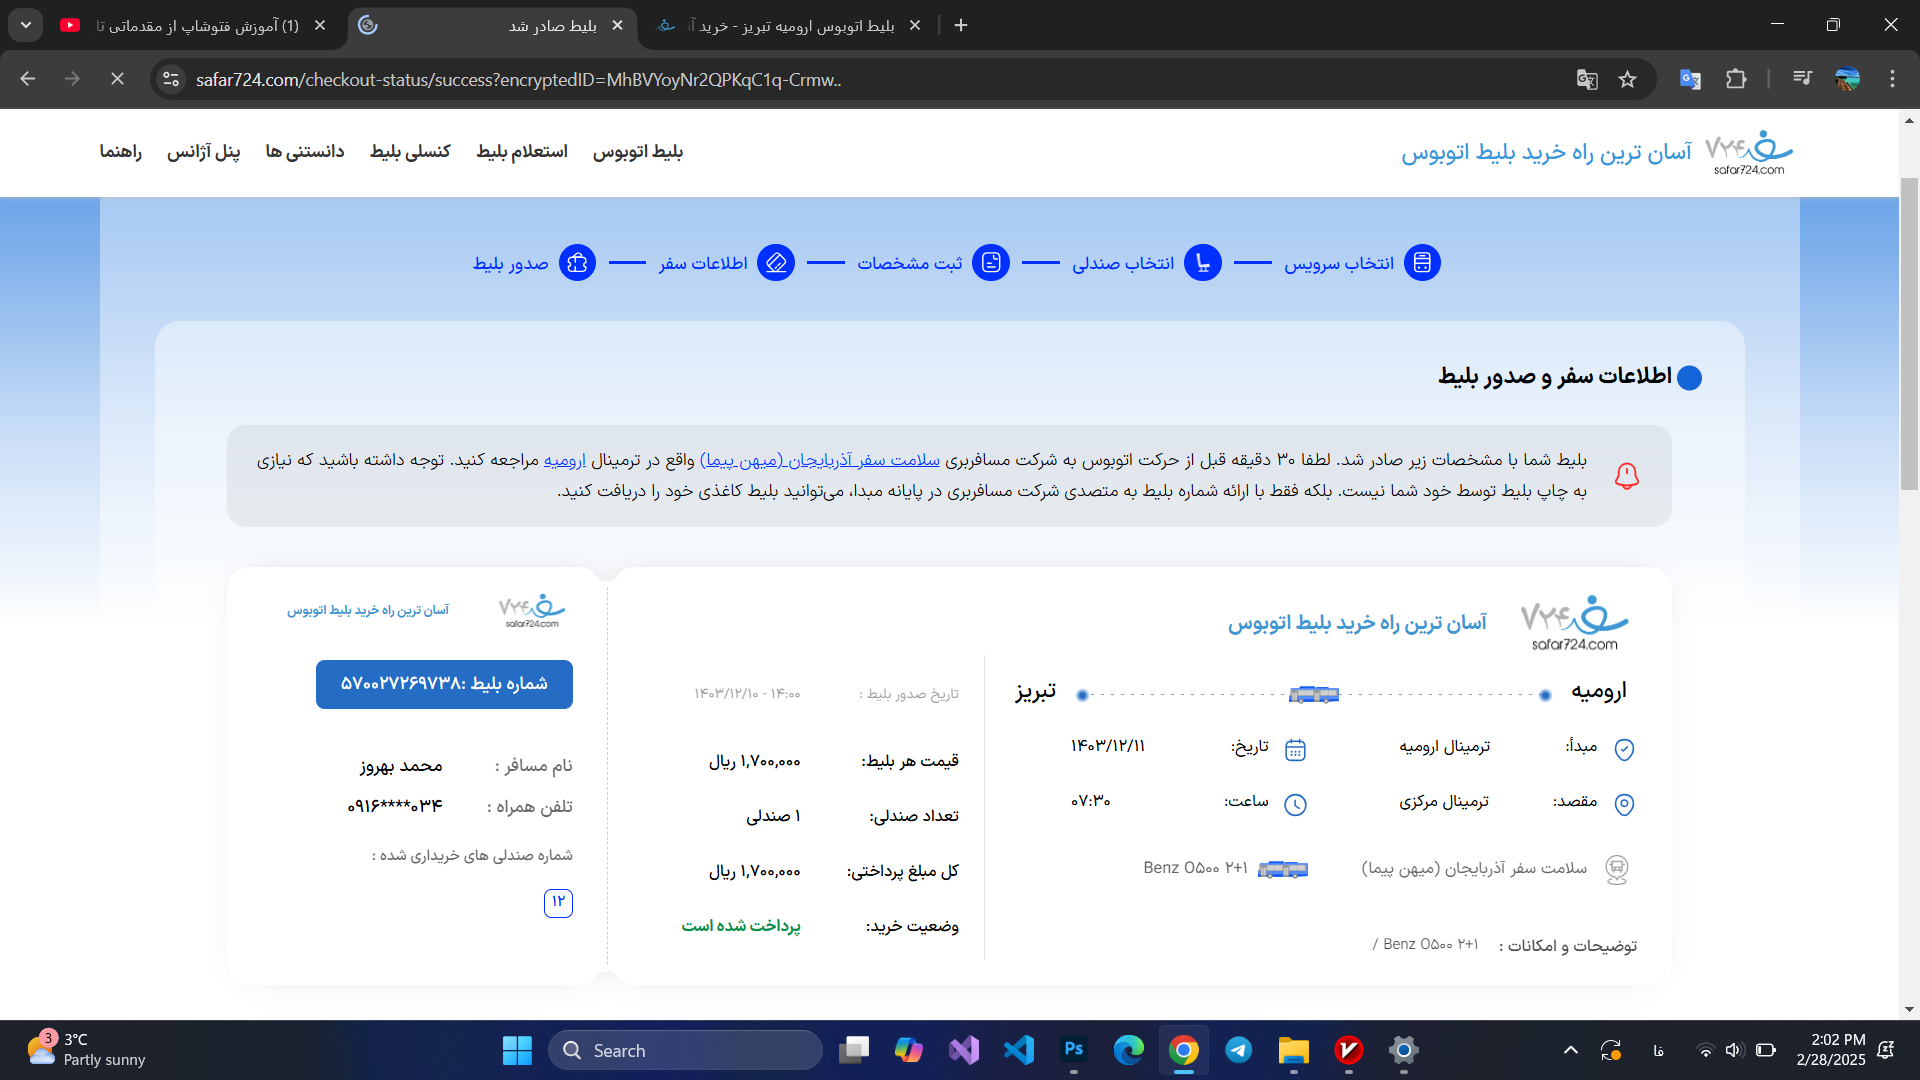 (1) آموزش فتوشاپ از مقدماتی تا
بلیط صادر شد
بلیط اتوبوس ارومیه تبریز - خرید آن
safar724.com/checkout-status/success?encryptedID=MhBVYoyNr2QPKqC1q-Crmw..
سفر ۷۲۴
safar724.com
آسان ترین راه خرید بلیط اتوبوس
بلیط اتوبوس
استعلام بلیط
کنسلی بلیط
دانستنی ها
پنل آژانس
راهنما
انتخاب سرویس
انتخاب صندلی
ثبت مشخصات
اطلاعات سفر
صدور بلیط
اطلاعات سفر و صدور بلیط
بلیط شما با مشخصات زیر صادر شد. لطفا ۳۰ دقیقه قبل از حرکت اتوبوس به شرکت مسافربری سلامت سفر آذربایجان (میهن پیما) واقع در ترمینال ارومیه مراجعه کنید. توجه داشته باشید که نیازی
به چاپ بلیط توسط خود شما نیست. بلکه فقط با ارائه شماره بلیط به متصدی شرکت مسافربری در پایانه مبدا، می‌توانید بلیط کاغذی خود را دریافت کنید.
سفر ۷۲۴
safar724.com
آسان ترین راه خرید بلیط اتوبوس
ارومیه
تبریز
مبدأ: ترمینال ارومیه
تاریخ: ۱۴۰۳/۱۲/۱۱
مقصد: ترمینال مرکزی
ساعت: ۰۷:۳۰
سلامت سفر آذربایجان (میهن پیما)
Benz O۵۰۰ ۲+۱
توضیحات و امکانات : Benz O۵۰۰ ۲+۱ /
تاریخ صدور بلیط : ۱۴:۰۰ - ۱۴۰۳/۱۲/۱۰
قیمت هر بلیط: ۱,۷۰۰,۰۰۰ ریال
تعداد صندلی: ۱ صندلی
کل مبلغ پرداختی: ۱,۷۰۰,۰۰۰ ریال
وضعیت خرید: پرداخت شده است
سفر ۷۲۴
safar724.com
آسان ترین راه خرید بلیط اتوبوس
شماره بلیط :۵۷۰۰۲۷۲۶۹۷۳۸
نام مسافر : محمد بهروز
تلفن همراه : ۰۹۱۶****۰۳۴
شماره صندلی های خریداری شده :
۱۲
3
3°C
Partly sunny
Search
Ps
فا
2:02 PM
2/28/2025